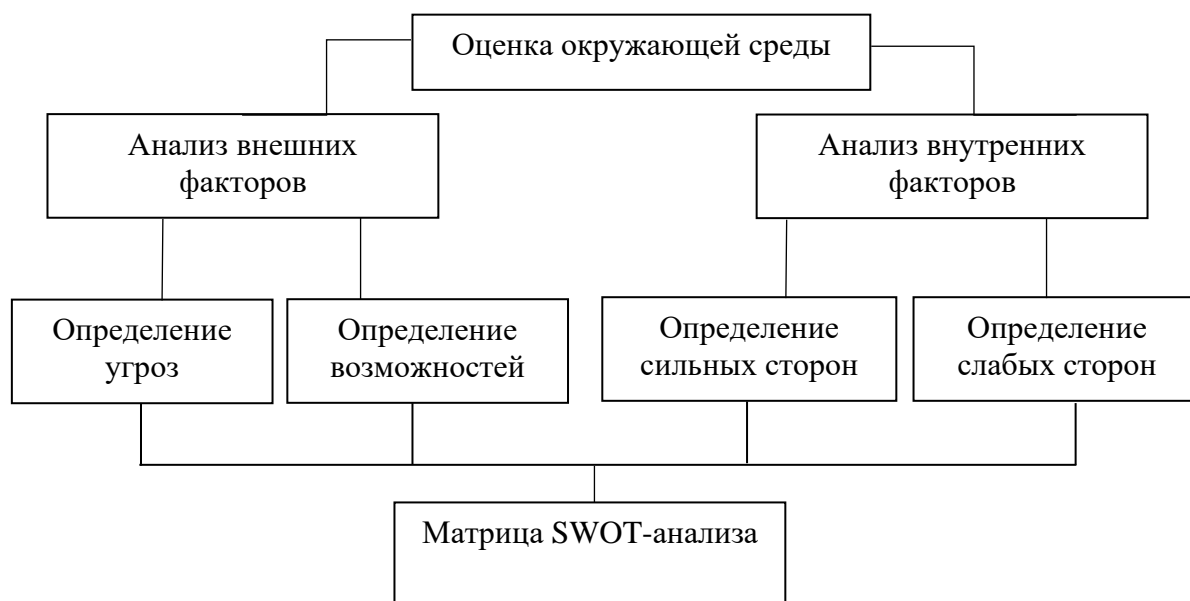 Оценка окружающей среды
Анализ внешних
факторов
Анализ внутренних
факторов
Определение
угроз
Определение
возможностей
Определение
сильных сторон
Определение
слабых сторон
Матрица SWOT-анализа